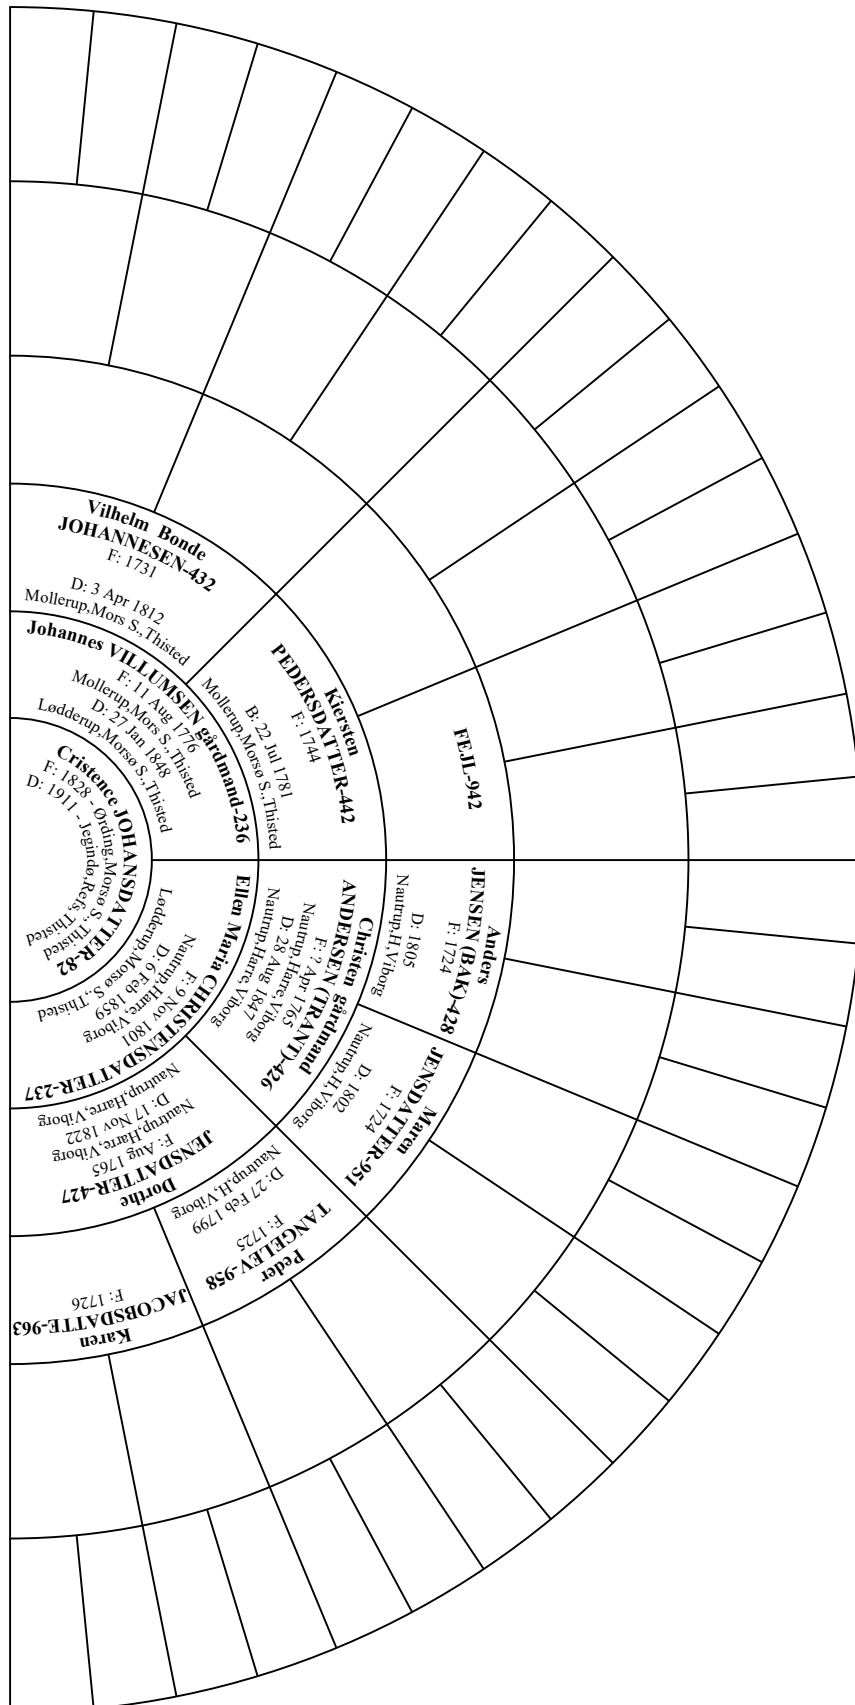 Cristence JOHANSDATTER-82
F: 1828 - Ørding,Morsø S.,Thisted
D: 1911 - Jegindø,Refs,Thisted
Johannes VILLUMSEN gårdmand-236
F: 11 Aug 1776
Mollerup,Mors S.,Thisted
D: 27 Jan 1848
Lødderup,Morsø S.,Thisted
Ellen Maria CHRISTENSDATTER-237
F: 9 Nov 1801
Nautrup,Harre,Viborg
D: 6 Feb 1859
Lødderup,Morsø S.,Thisted
Vilhelm Bonde
JOHANNESEN-432
F: 1731
D: 3 Apr 1812
Mollerup,Mors S.,Thisted
Kiersten
PEDERSDATTER-442
F: 1744
B: 22 Jul 1781
Mollerup,Morsø S.,Thisted
Christen gårdmand
ANDERSEN (TRANT)-426
F: ? Apr 1765
Nautrup,Harre,Viborg
D: 28 Aug 1847
Nautrup,Harre,Viborg
Dorthe
JENSDATTER-427
F: Aug 1765
Nautrup,Harre,Viborg
D: 17 Nov 1822
Nautrup,Harre,Viborg
FEJL-942
Anders
JENSEN (BAK)-428
F: 1724
D: 1805
Nautrup,H,Viborg
Maren
JENSDATTER-951
F: 1724
D: 1802
Nautrup,H,Viborg
Peder
TANGELEV-958
F: 1725
D: 27 Feb 1799
Nautrup,H,Viborg
Karen
JACOBSDATTE-963
F: 1726